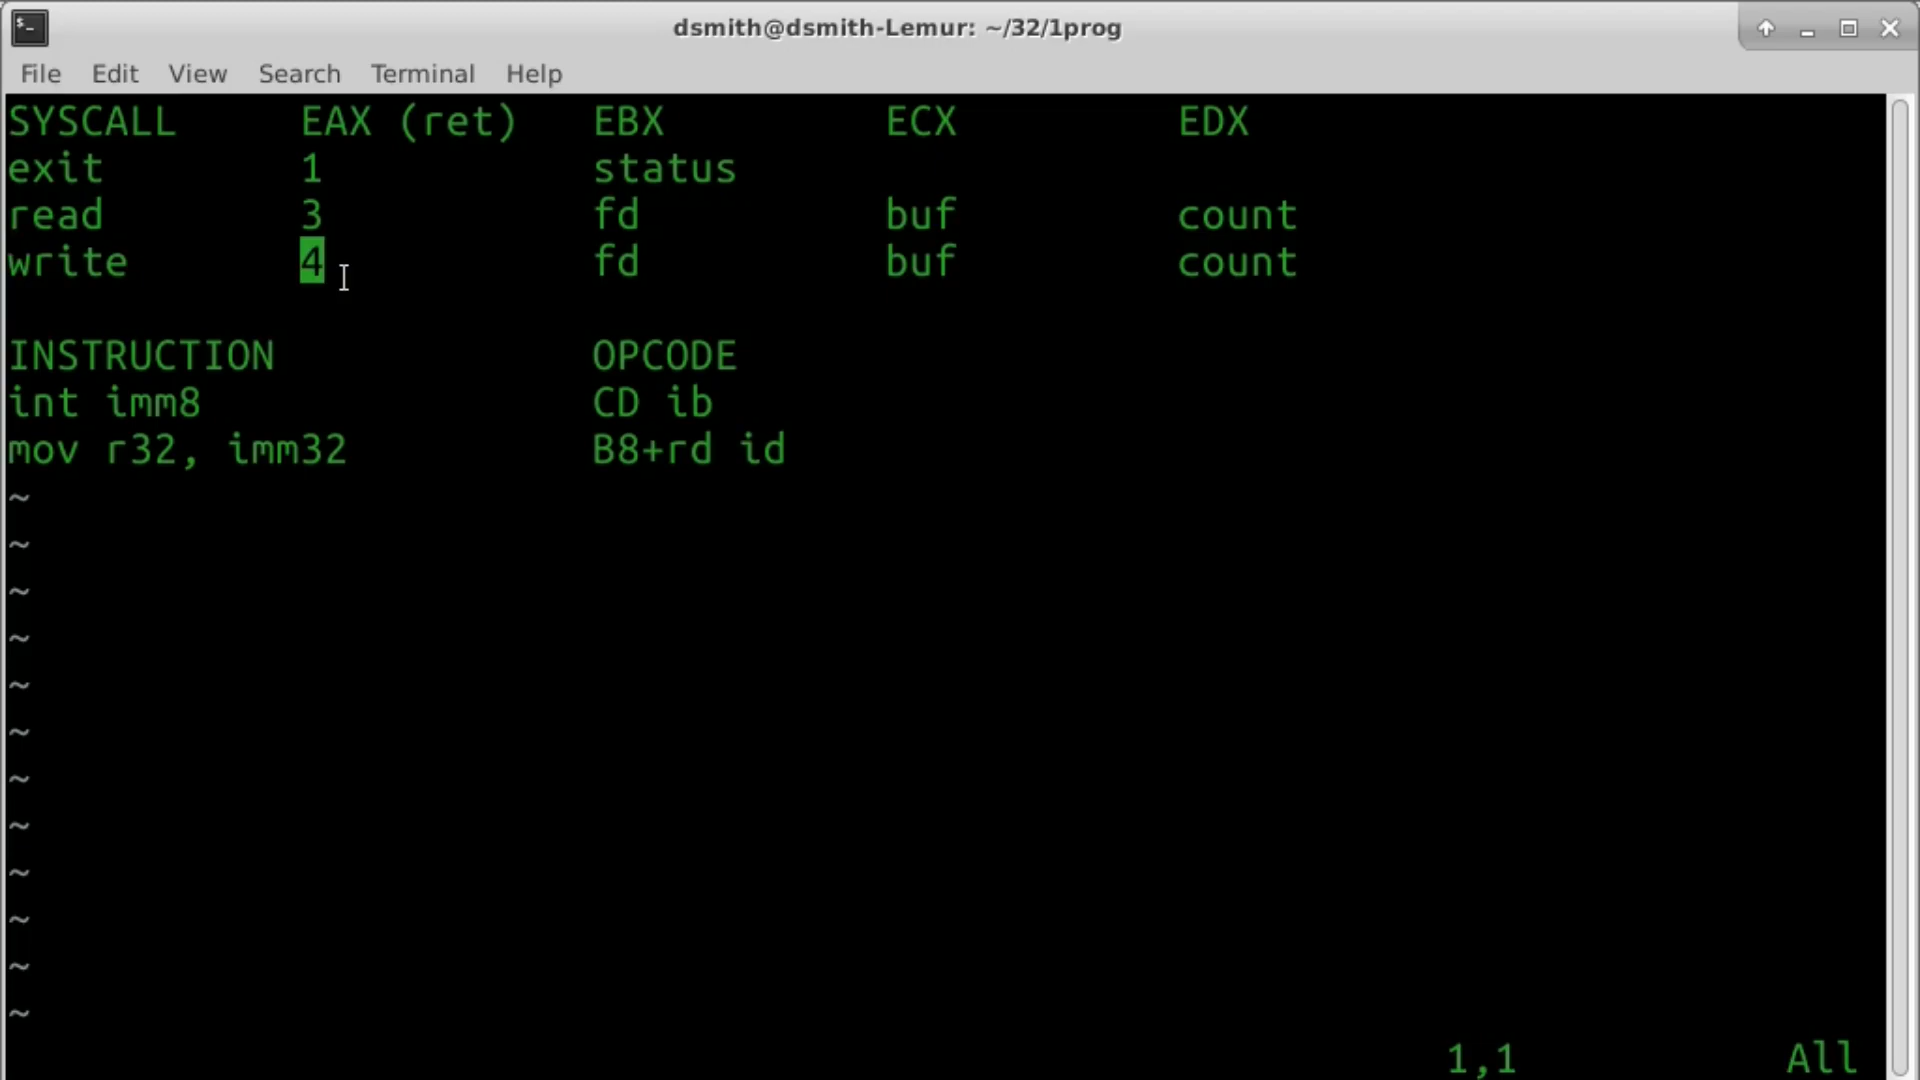 dsmith@dsmith-Lemur: ~/32/1prog
File Edit View Search Terminal Help
SYSCALL EAX (ret) EBX ECX EDX
exit 1 status
read 3 fd buf count
write 4 fd buf count
INSTRUCTION OPCODE
int imm8 CD ib
mov r32, imm32 B8+rd id
~
~
~
~
~
~
~
~
~
~
~
~
1,1 All